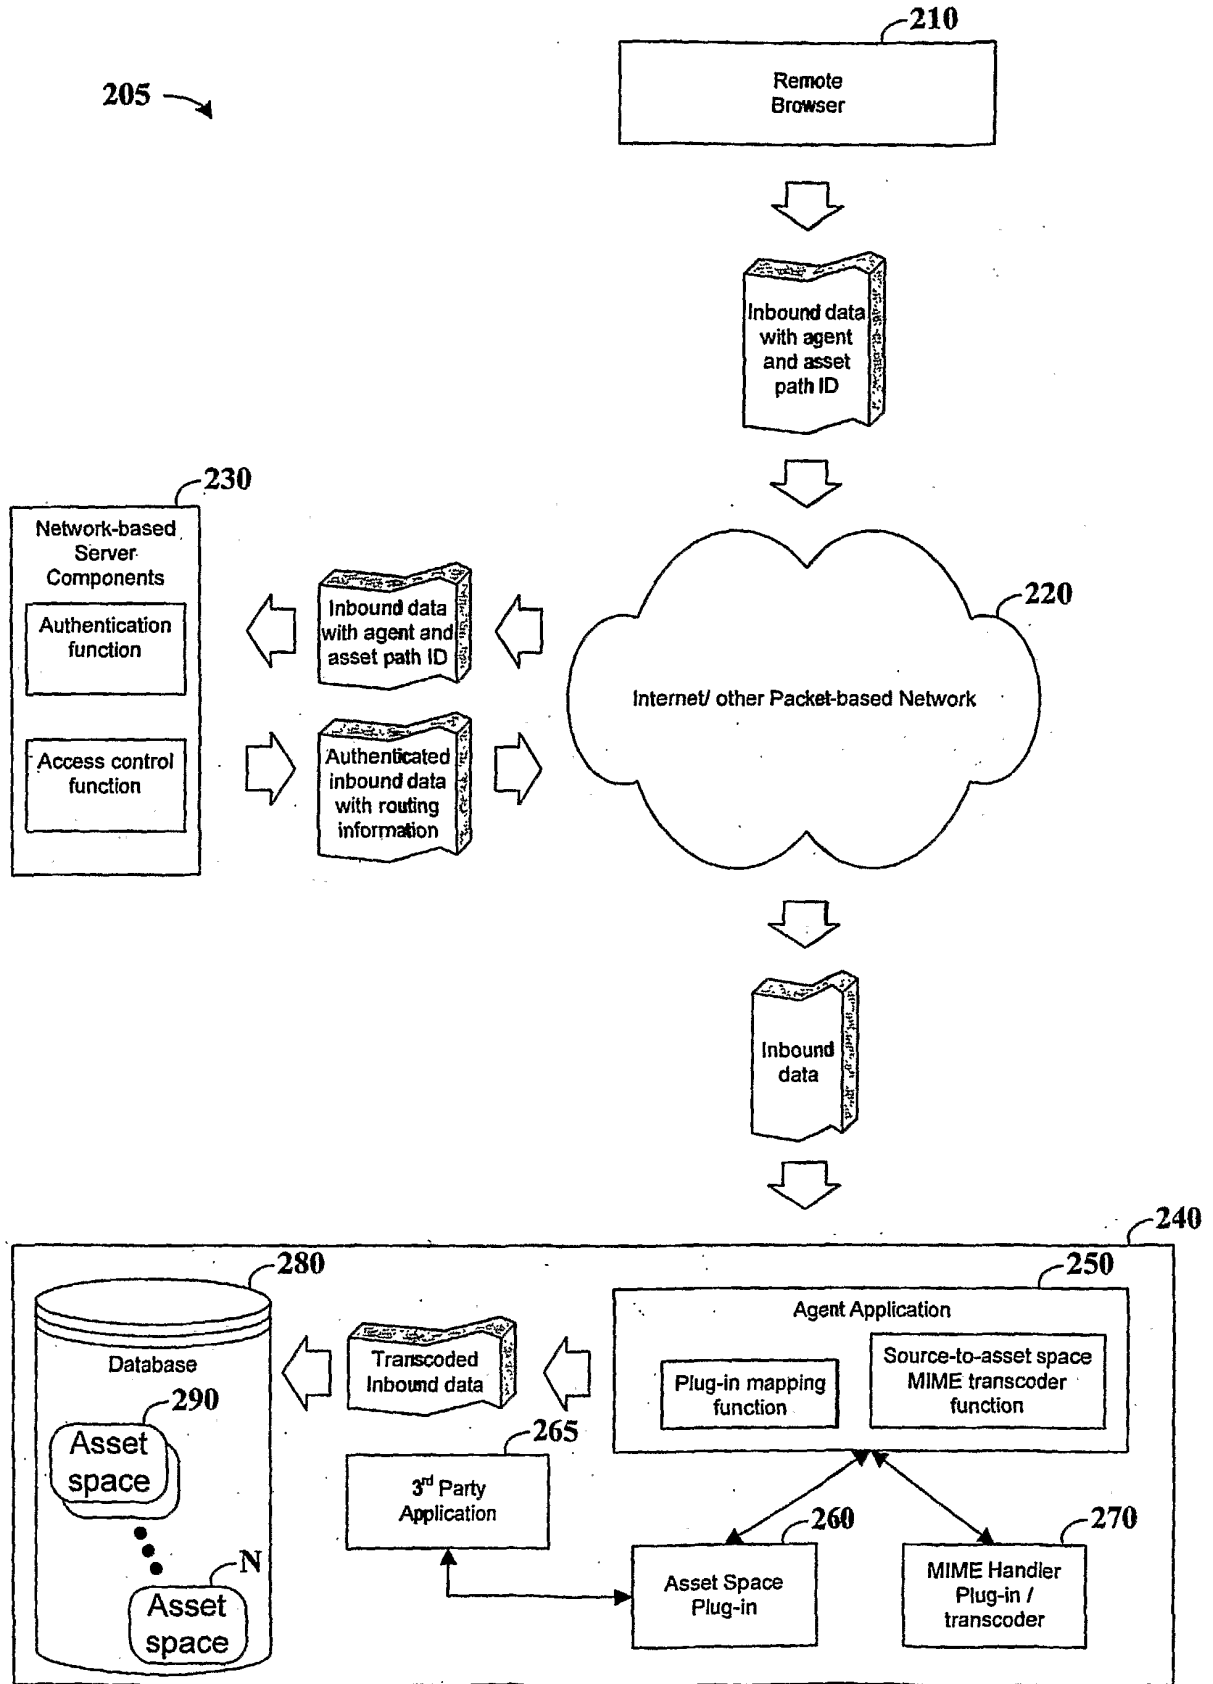 210
205
Remote
Browser
Inbound data
with agent
and asset
path ID
230
Network-based
Server
Components
Authentication
function
Access control
function
Inbound data
with agent and
asset path ID
Authenticated
inbound data
with routing
information
220
Internet/ other Packet-based Network
Inbound
data
240
280
Database
290
Asset
space
N
Asset
space
Transcoded
Inbound data
250
Agent Application
Plug-in mapping
function
Source-to-asset space
MIME transcoder
function
265
3rd Party
Application
260
Asset Space
Plug-in
270
MIME Handler
Plug-in /
transcoder